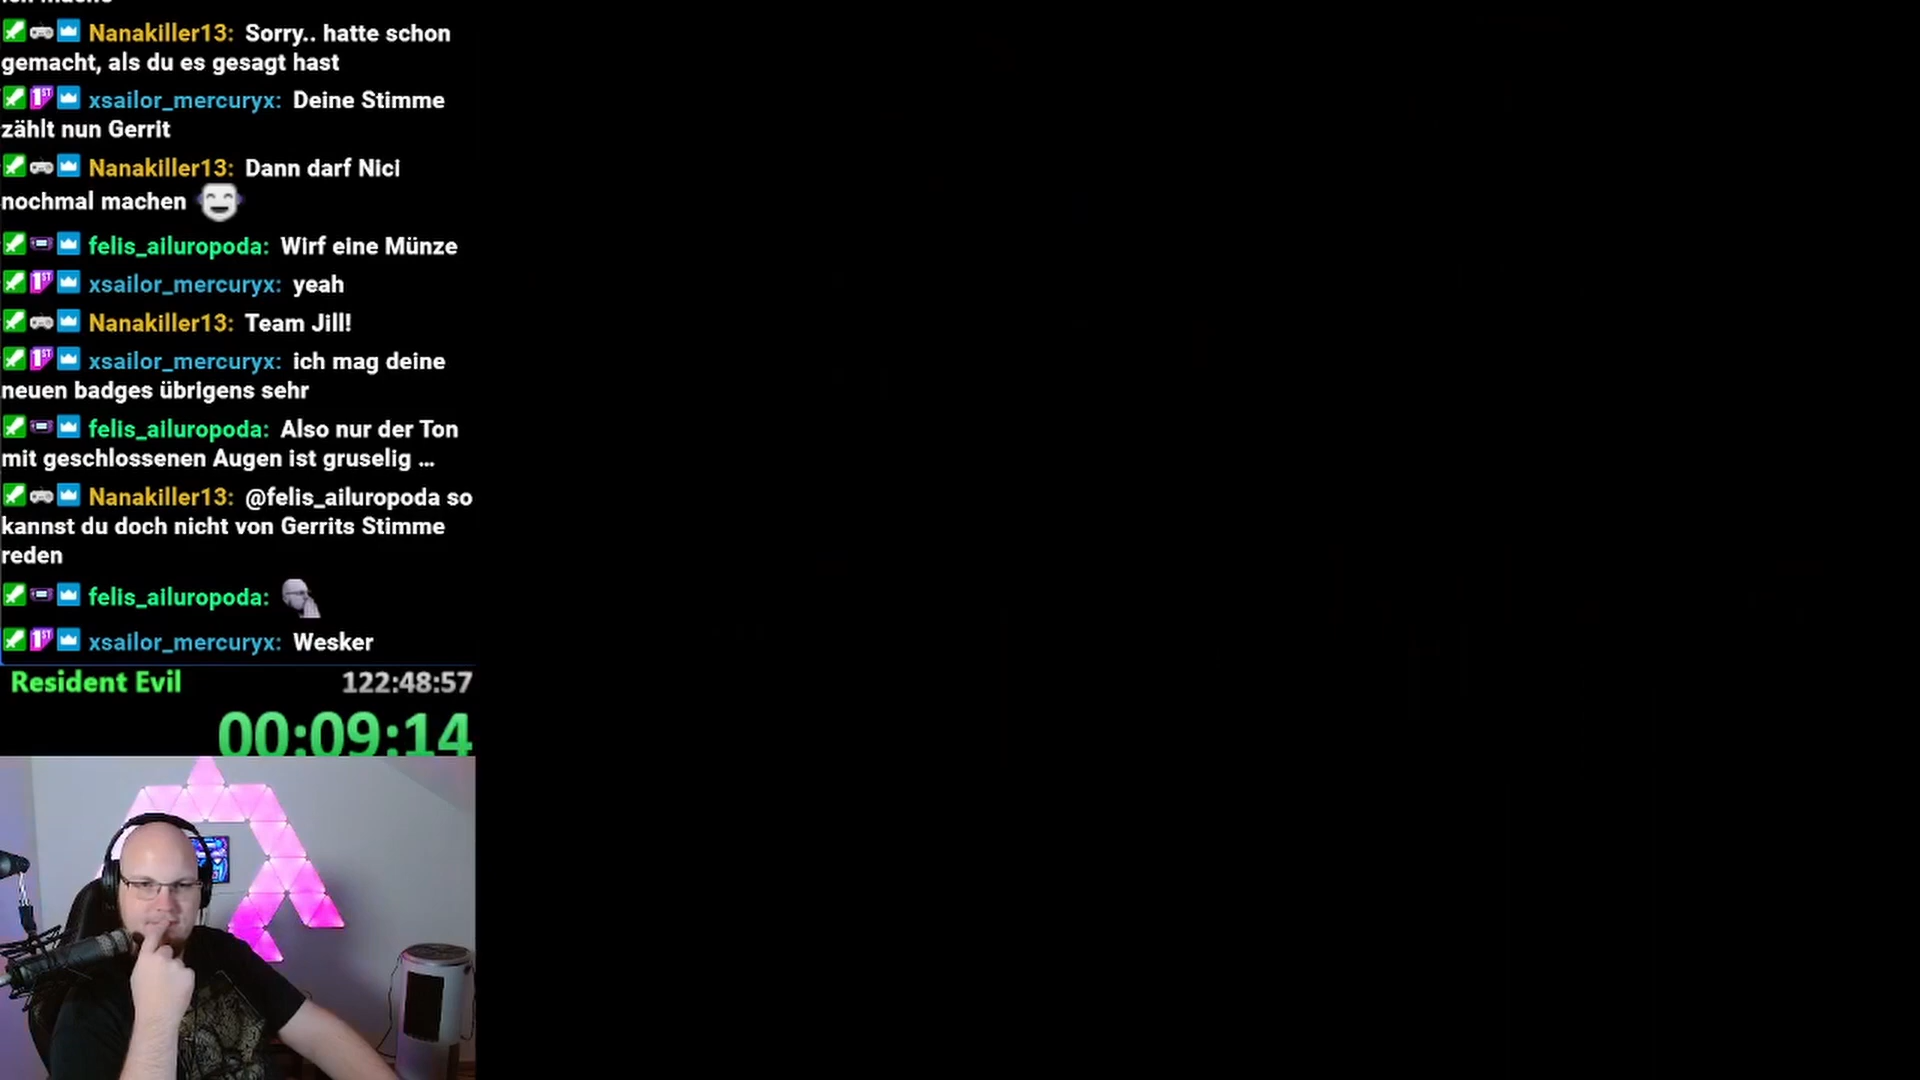 Nanakiller13: Sorry.. hatte schon
gemacht, als du es gesagt hast
xsailor_mercuryx: Deine Stimme
zählt nun Gerrit
Nanakiller13: Dann darf Nici
nochmal machen
felis_ailuropoda: Wirf eine Münze
xsailor_mercuryx: yeah
Nanakiller13: Team Jill!
xsailor_mercuryx: ich mag deine
neuen badges übrigens sehr
felis_ailuropoda: Also nur der Ton
mit geschlossenen Augen ist gruselig ...
Nanakiller13: @felis_ailuropoda so
kannst du doch nicht von Gerrits Stimme
reden
felis_ailuropoda:
xsailor_mercuryx: Wesker
Resident Evil 122:48:57
00:09:14